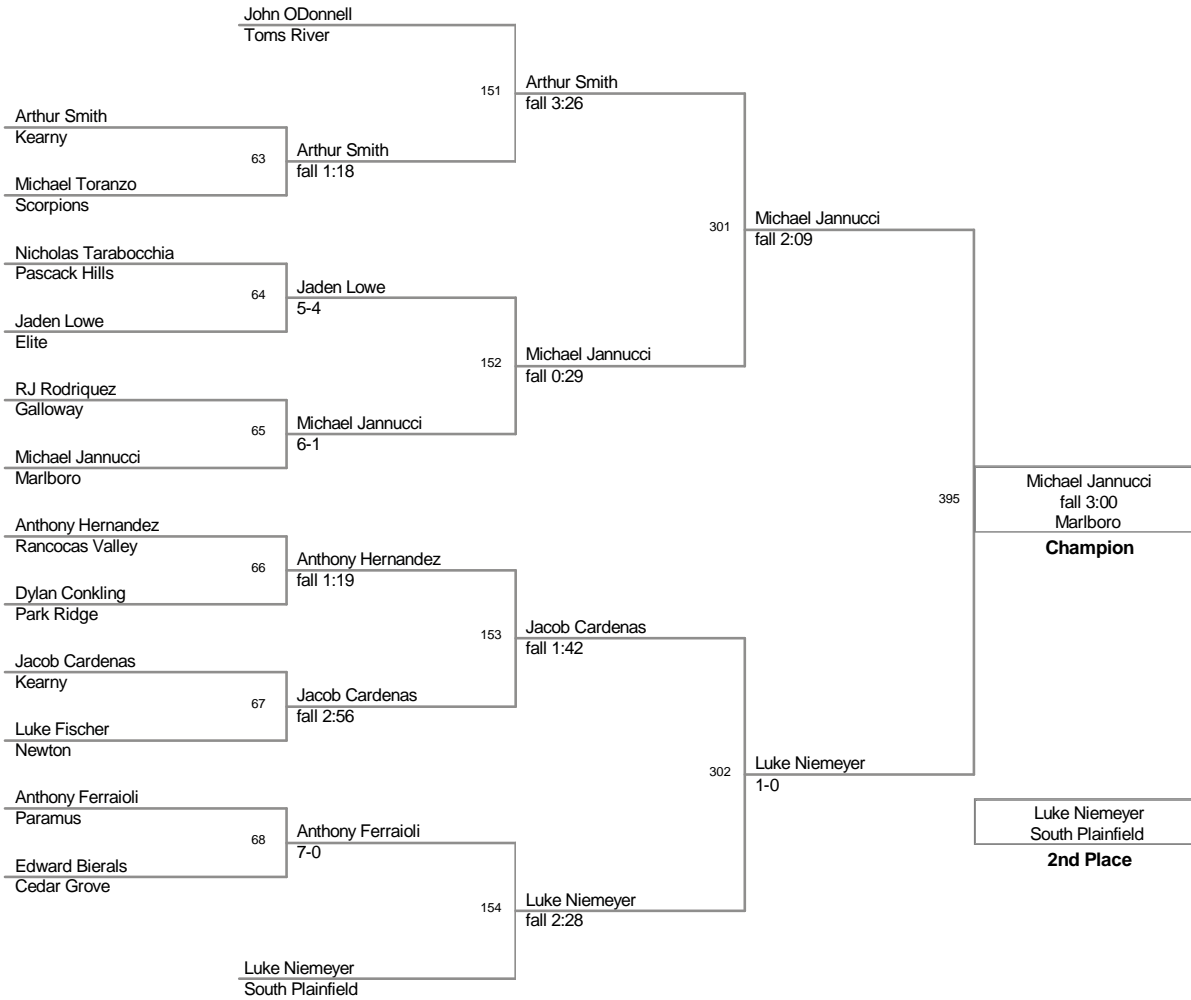 John ODonnell
Toms River
151
Arthur Smith
fall 3:26
Arthur Smith
Kearny
63
Arthur Smith
fall 1:18
Michael Toranzo
Scorpions
301
Michael Jannucci
fall 2:09
Nicholas Tarabocchia
Pascack Hills
64
Jaden Lowe
5-4
Jaden Lowe
Elite
152
Michael Jannucci
fall 0:29
RJ Rodriquez
Galloway
65
Michael Jannucci
6-1
Michael Jannucci
Marlboro
395
Michael Jannucci
fall 3:00
Marlboro
Champion
Anthony Hernandez
Rancocas Valley
66
Anthony Hernandez
fall 1:19
Dylan Conkling
Park Ridge
153
Jacob Cardenas
fall 1:42
Jacob Cardenas
Kearny
67
Jacob Cardenas
fall 2:56
Luke Fischer
Newton
302
Luke Niemeyer
1-0
Anthony Ferraioli
Paramus
68
Anthony Ferraioli
7-0
Edward Bierals
Cedar Grove
Luke Niemeyer
South Plainfield
2nd Place
154
Luke Niemeyer
fall 2:28
Luke Niemeyer
South Plainfield